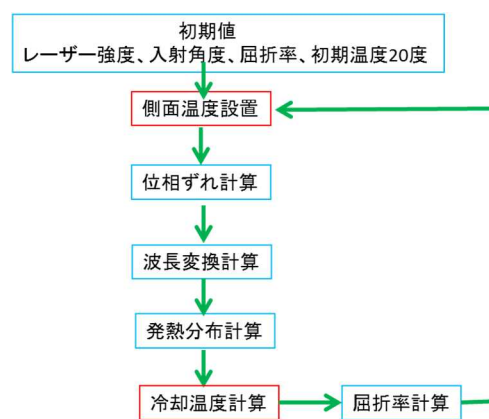 初期値
レーザー強度、入射角度、屈折率、初期温度20度
側面温度設置
位相ずれ計算
波長変換計算
発熱分布計算
冷却温度計算
屈折率計算